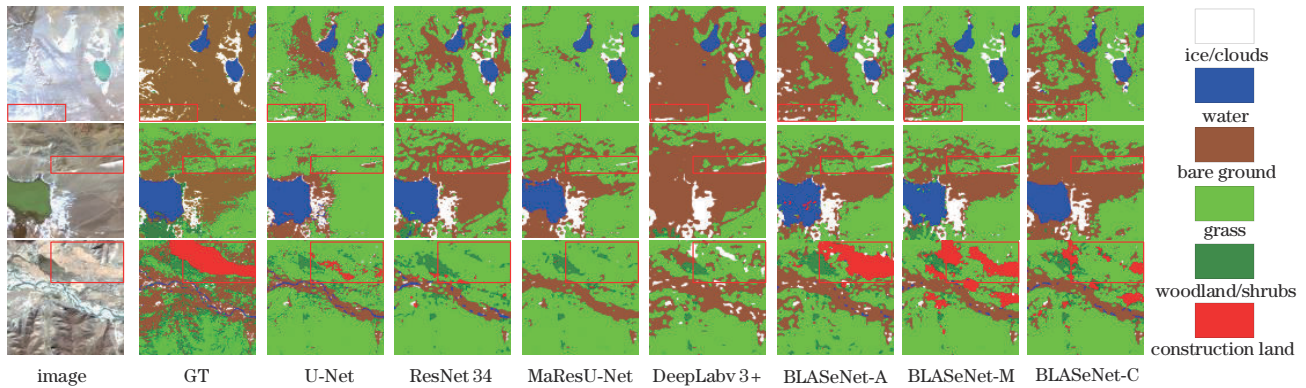 ice/clouds
water
bare ground
grass
woodland/shrubs
construction land
image GT U-Net ResNet 34 MaResU-Net DeepLabv 3+ BLASeNet-A BLASeNet-M BLASeNet-C